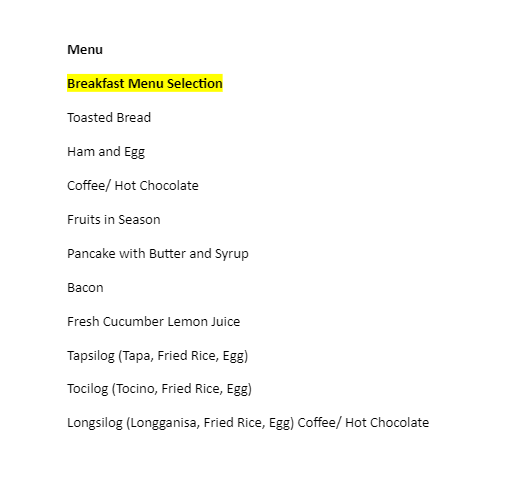 Menu
Breakfast Menu Selection
Toasted Bread
Ham and Egg
Coffee/ Hot Chocolate
Fruits in Season
Pancake with Butter and Syrup
Bacon
Fresh Cucumber Lemon Juice
Tapsilog (Tapa, Fried Rice, Egg)
Tocilog (Tocino, Fried Rice, Egg)
Longsilog (Longganisa, Fried Rice, Egg) Coffee/ Hot Chocolate